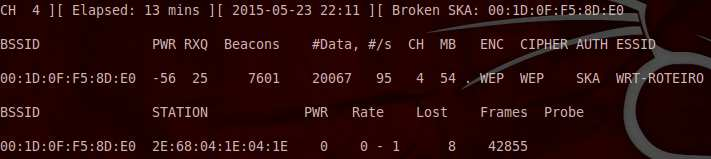 CH 4 ][ Elapsed: 13 mins ][ 2015-05-23 22:11 ][ Broken SKA: 00:1D:0F:F5:8D:E0
BSSID PWR RXQ Beacons #Data, #/s CH MB ENC CIPHER AUTH ESSID
00:1D:0F:F5:8D:E0 -56 25 7601 20067 95 4 54 . WEP WEP SKA WRT-ROTEIRO
BSSID STATION PWR Rate Lost Frames Probe
00:1D:0F:F5:8D:E0 2E:68:04:1E:04:1E 0 0 - 1 8 42855